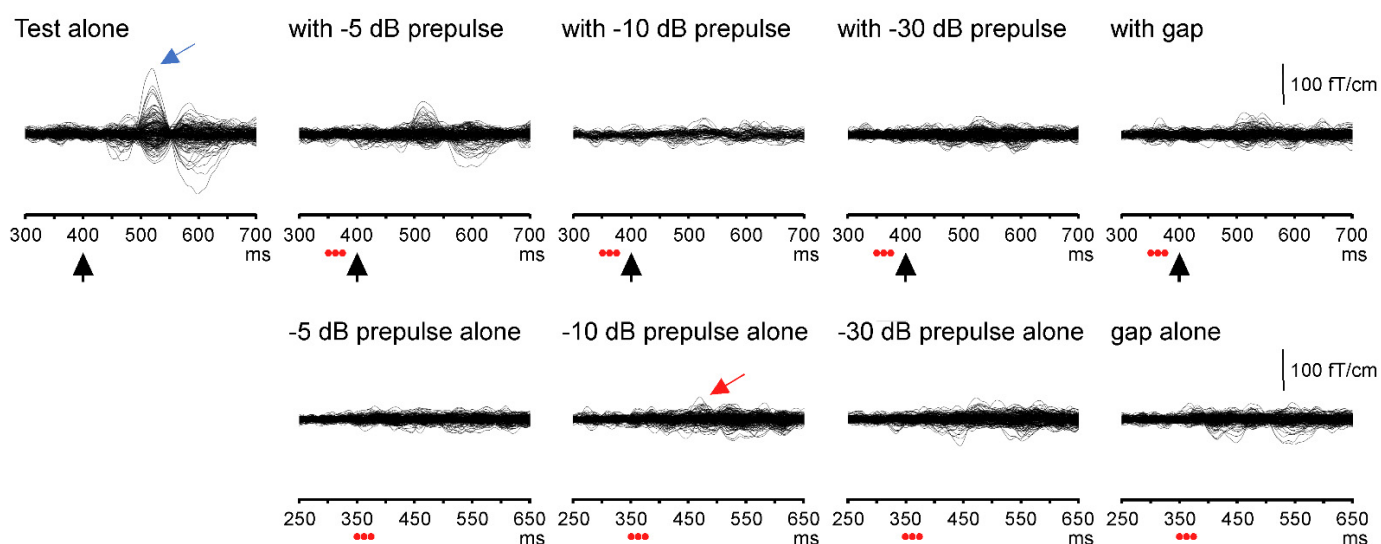 Test alone
with -5 dB prepulse
with -10 dB prepulse
with -30 dB prepulse
with gap
100 fT/cm
300 400 500 600 700
ms
300 400 500 600 700
ms
300 400 500 600 700
ms
300 400 500 600 700
ms
300 400 500 600 700
ms
-5 dB prepulse alone
-10 dB prepulse alone
-30 dB prepulse alone
gap alone
100 fT/cm
250 350 450 550 650
ms
250 350 450 550 650
ms
250 350 450 550 650
ms
250 350 450 550 650
ms